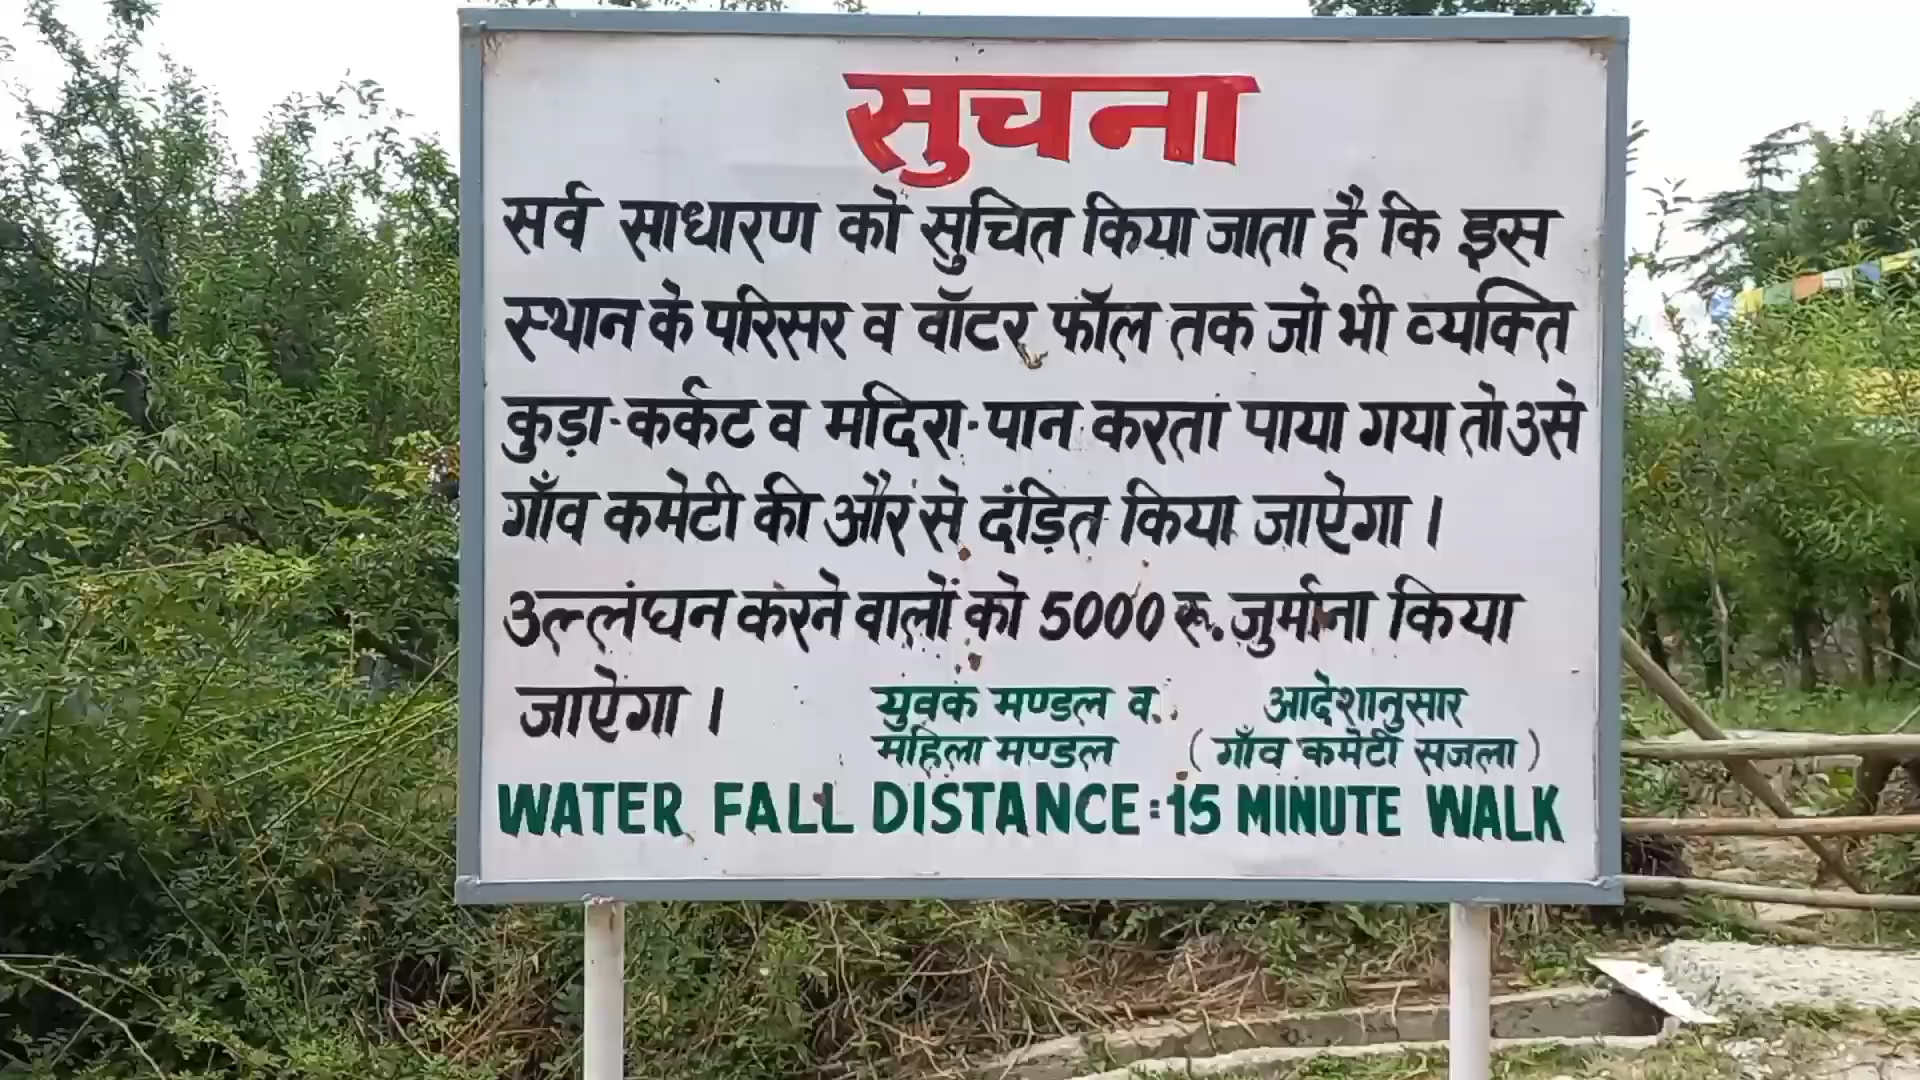 सुचना
सर्व साधारण को सुचित किया जाता है कि इस
स्थान के परिसर व वॉटर फॉल तक जो भी व्यक्ति
कुड़ा-कर्कट व मदिरा-पान करता पाया गया तो उसे
गाँव कमेटी की और से दंड़ित किया जाऐगा।
उल्लंघन करने वालों को 5000 रू. जुर्माना किया
जाऐगा।
युवक मण्डल व आदेशानुसार
महिला मण्डल (गाँव कमेटी सजला)
WATER FALL DISTANCE:15 MINUTE WALK